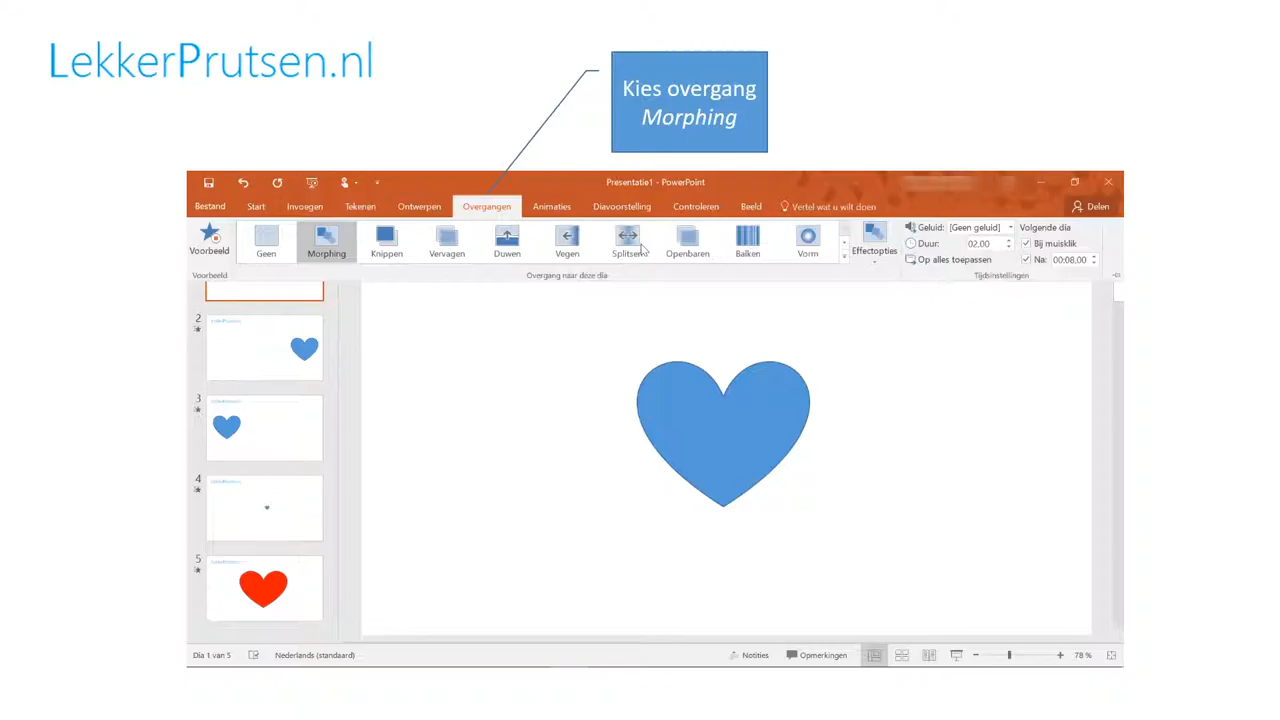 LekkerPrutsen.nl
Kies overgang
Morphing
Presentatie1 - PowerPoint
Bestand Start Invoegen Tekenen Ontwerpen Overgangen Animaties Diavoorstelling Controleren Beeld Vertel wat u wilt doen Delen
Voorbeeld Geen Morphing Knippen Vervagen Duwen Vegen Splitsen Openbaren Balken Vorm Effectopties
Geluid: [Geen geluid] Volgende dia
Duur: 02,00 Bij muisklik
Op alles toepassen Na: 00:08,00
Voorbeeld Overgang naar deze dia Tijdsinstellingen
2
3
4
5
Dia 1 van 5 Nederlands (standaard) Notities Opmerkingen 78 %